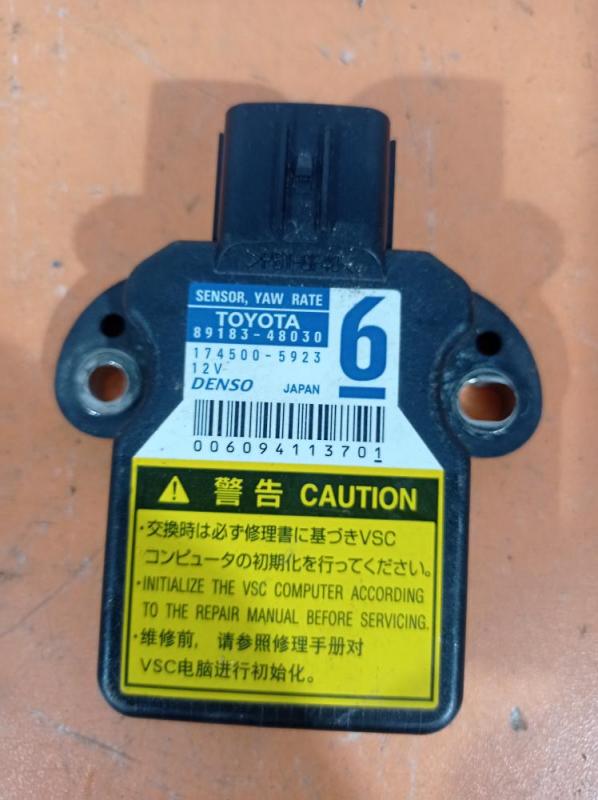 SENSOR, YAW RATE
TOYOTA
89183-48030
6
174500-5923
12V
DENSO JAPAN
006094113701
警告 CAUTION
・交換時は必ず修理書に基づきVSC
コンピュータの初期化を行ってください。
・INITIALIZE THE VSC COMPUTER ACCORDING
TO THE REPAIR MANUAL BEFORE SERVICING.
・维修前，请参照修理手册对
VSC电脑进行初始化。